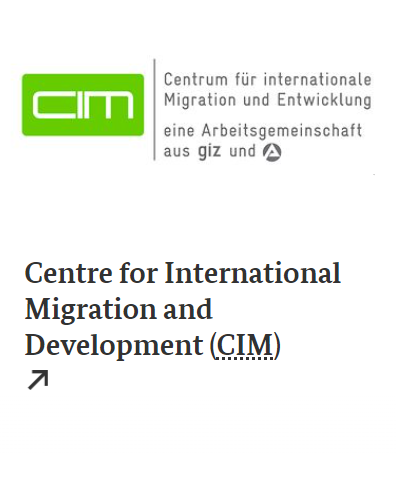 CIM
Centrum für internationale
Migration und Entwicklung
eine Arbeitsgemeinschaft
aus giz und
Centre for International
Migration and
Development (CIM)